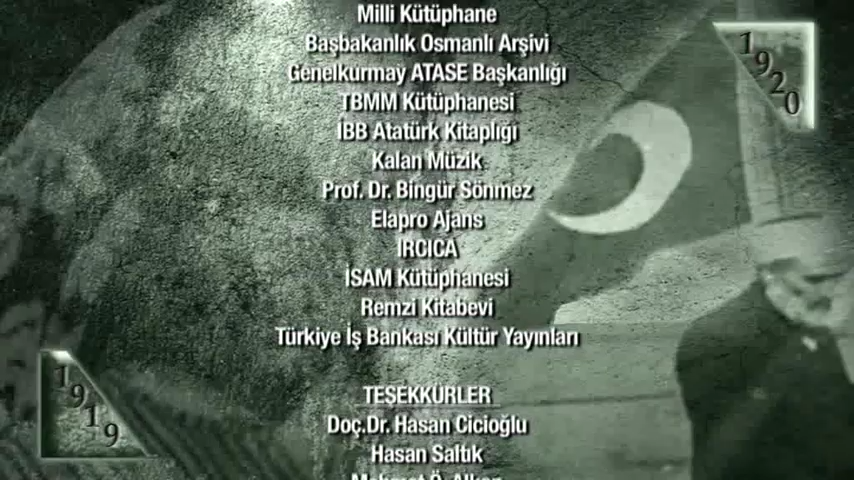 Milli Kütüphane
Başbakanlık Osmanlı Arşivi
Genelkurmay ATASE Başkanlığı
TBMM Kütüphanesi
İBB Atatürk Kitaplığı
Kalan Müzik
Prof. Dr. Bingür Sönmez
Elapro Ajans
IRCICA
İSAM Kütüphanesi
Remzi Kitabevi
Türkiye İş Bankası Kültür Yayınları
TEŞEKKÜRLER
Doç.Dr. Hasan Cicioğlu
Hasan Saltık
1920
1919